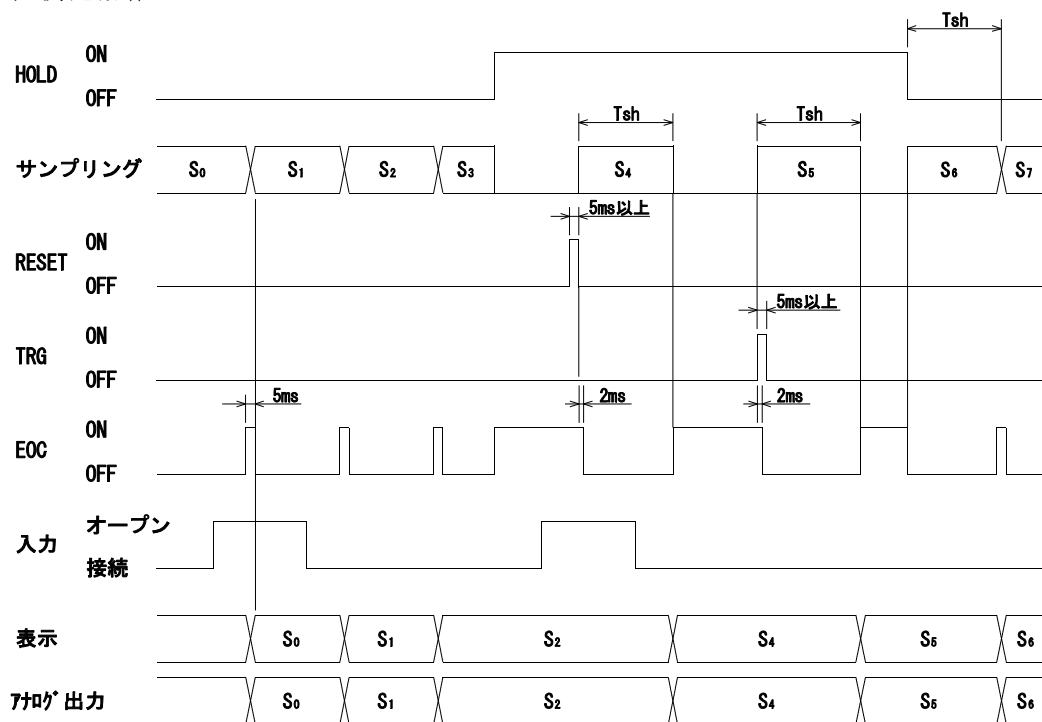 Tsh
HOLD ON
OFF
Tsh Tsh
サンプリング S₀ S₁ S₂ S₃ S₄ S₅ S₆ S₇
5ms以上
RESET ON
OFF
5ms以上
TRG ON
OFF
5ms 2ms 2ms
EOC ON
OFF
入力 オープン
接続
表示 S₀ S₁ S₂ S₄ S₅ S₆
アナログ出力 S₀ S₁ S₂ S₄ S₅ S₆